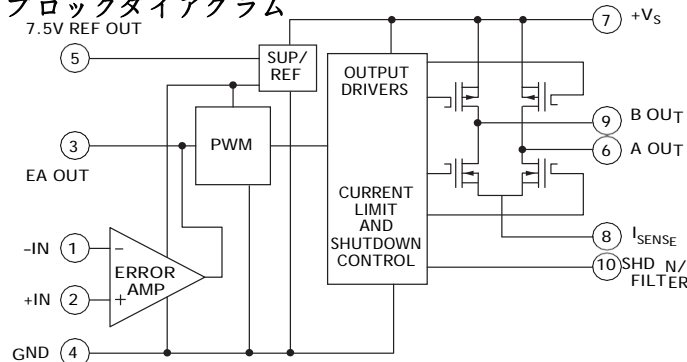 ブロックダイアグラム
7.5V REF OUT
5
SUP/
REF
7
+VS
OUTPUT
DRIVERS
9
B OUT
3
PWM
6
A OUT
EA OUT
CURRENT
LIMIT
AND
SHUTDOWN
CONTROL
8
ISENSE
–IN
1
–
ERROR
AMP
10
SHD N/
FILTER
+IN
2
+
GND
4